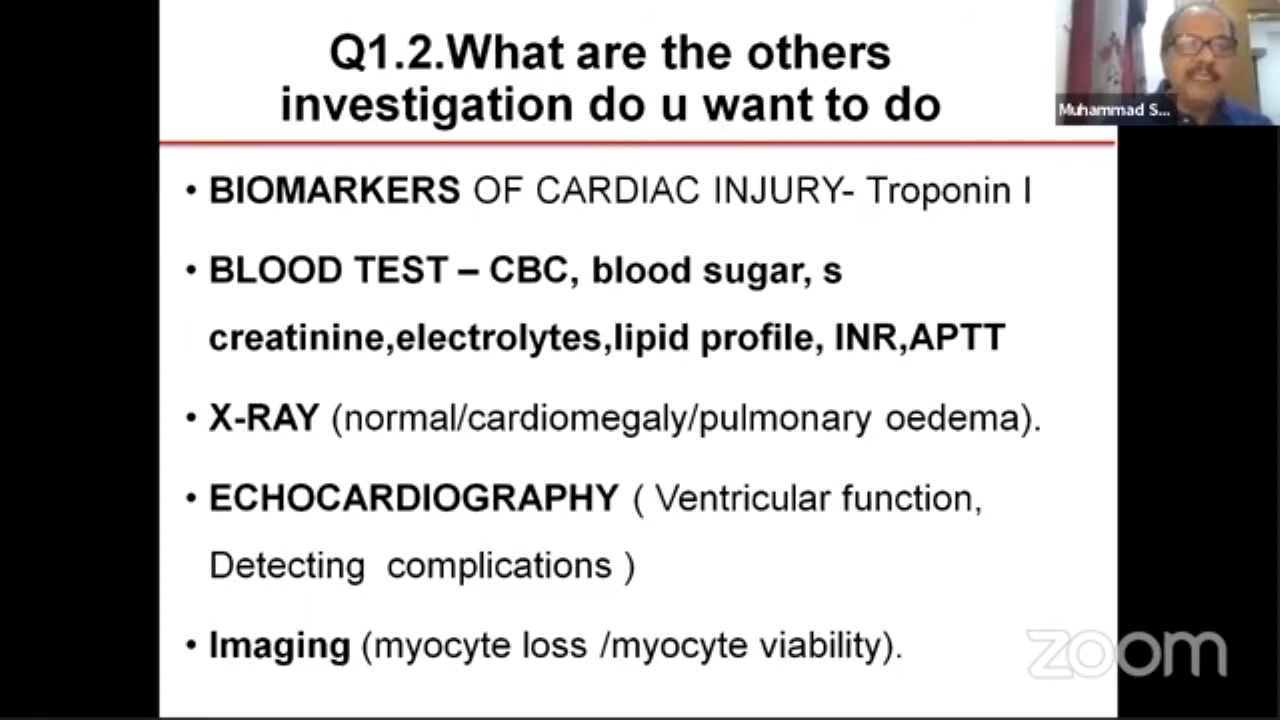 Q1.2.What are the others
investigation do u want to do
Muhammad S...
• BIOMARKERS OF CARDIAC INJURY- Troponin I
• BLOOD TEST – CBC, blood sugar, s
creatinine,electrolytes,lipid profile, INR,APTT
• X-RAY (normal/cardiomegaly/pulmonary oedema).
• ECHOCARDIOGRAPHY ( Ventricular function,
Detecting complications )
• Imaging (myocyte loss /myocyte viability).
zoom